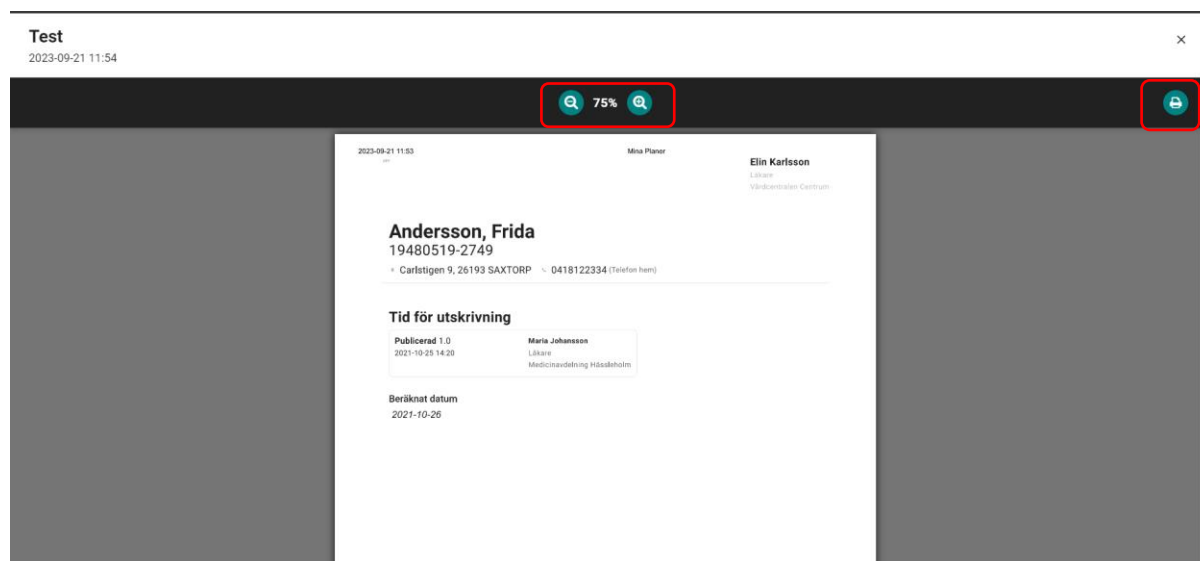 Test
2023-09-21 11:54
×
75%
2023-09-21 11:53 Mina Planer
Elin Karlsson
Läkare
Vårdcentralen Centrum
Andersson, Frida
19480519-2749
Carlstigen 9, 26193 SAXTORP 0418122334 (Telefon hem)
Tid för utskrivning
Publicerad 1.0 Maria Johansson
2021-10-25 14:20 Läkare
Medicinavdelning Hässleholm
Beräknat datum
2021-10-26